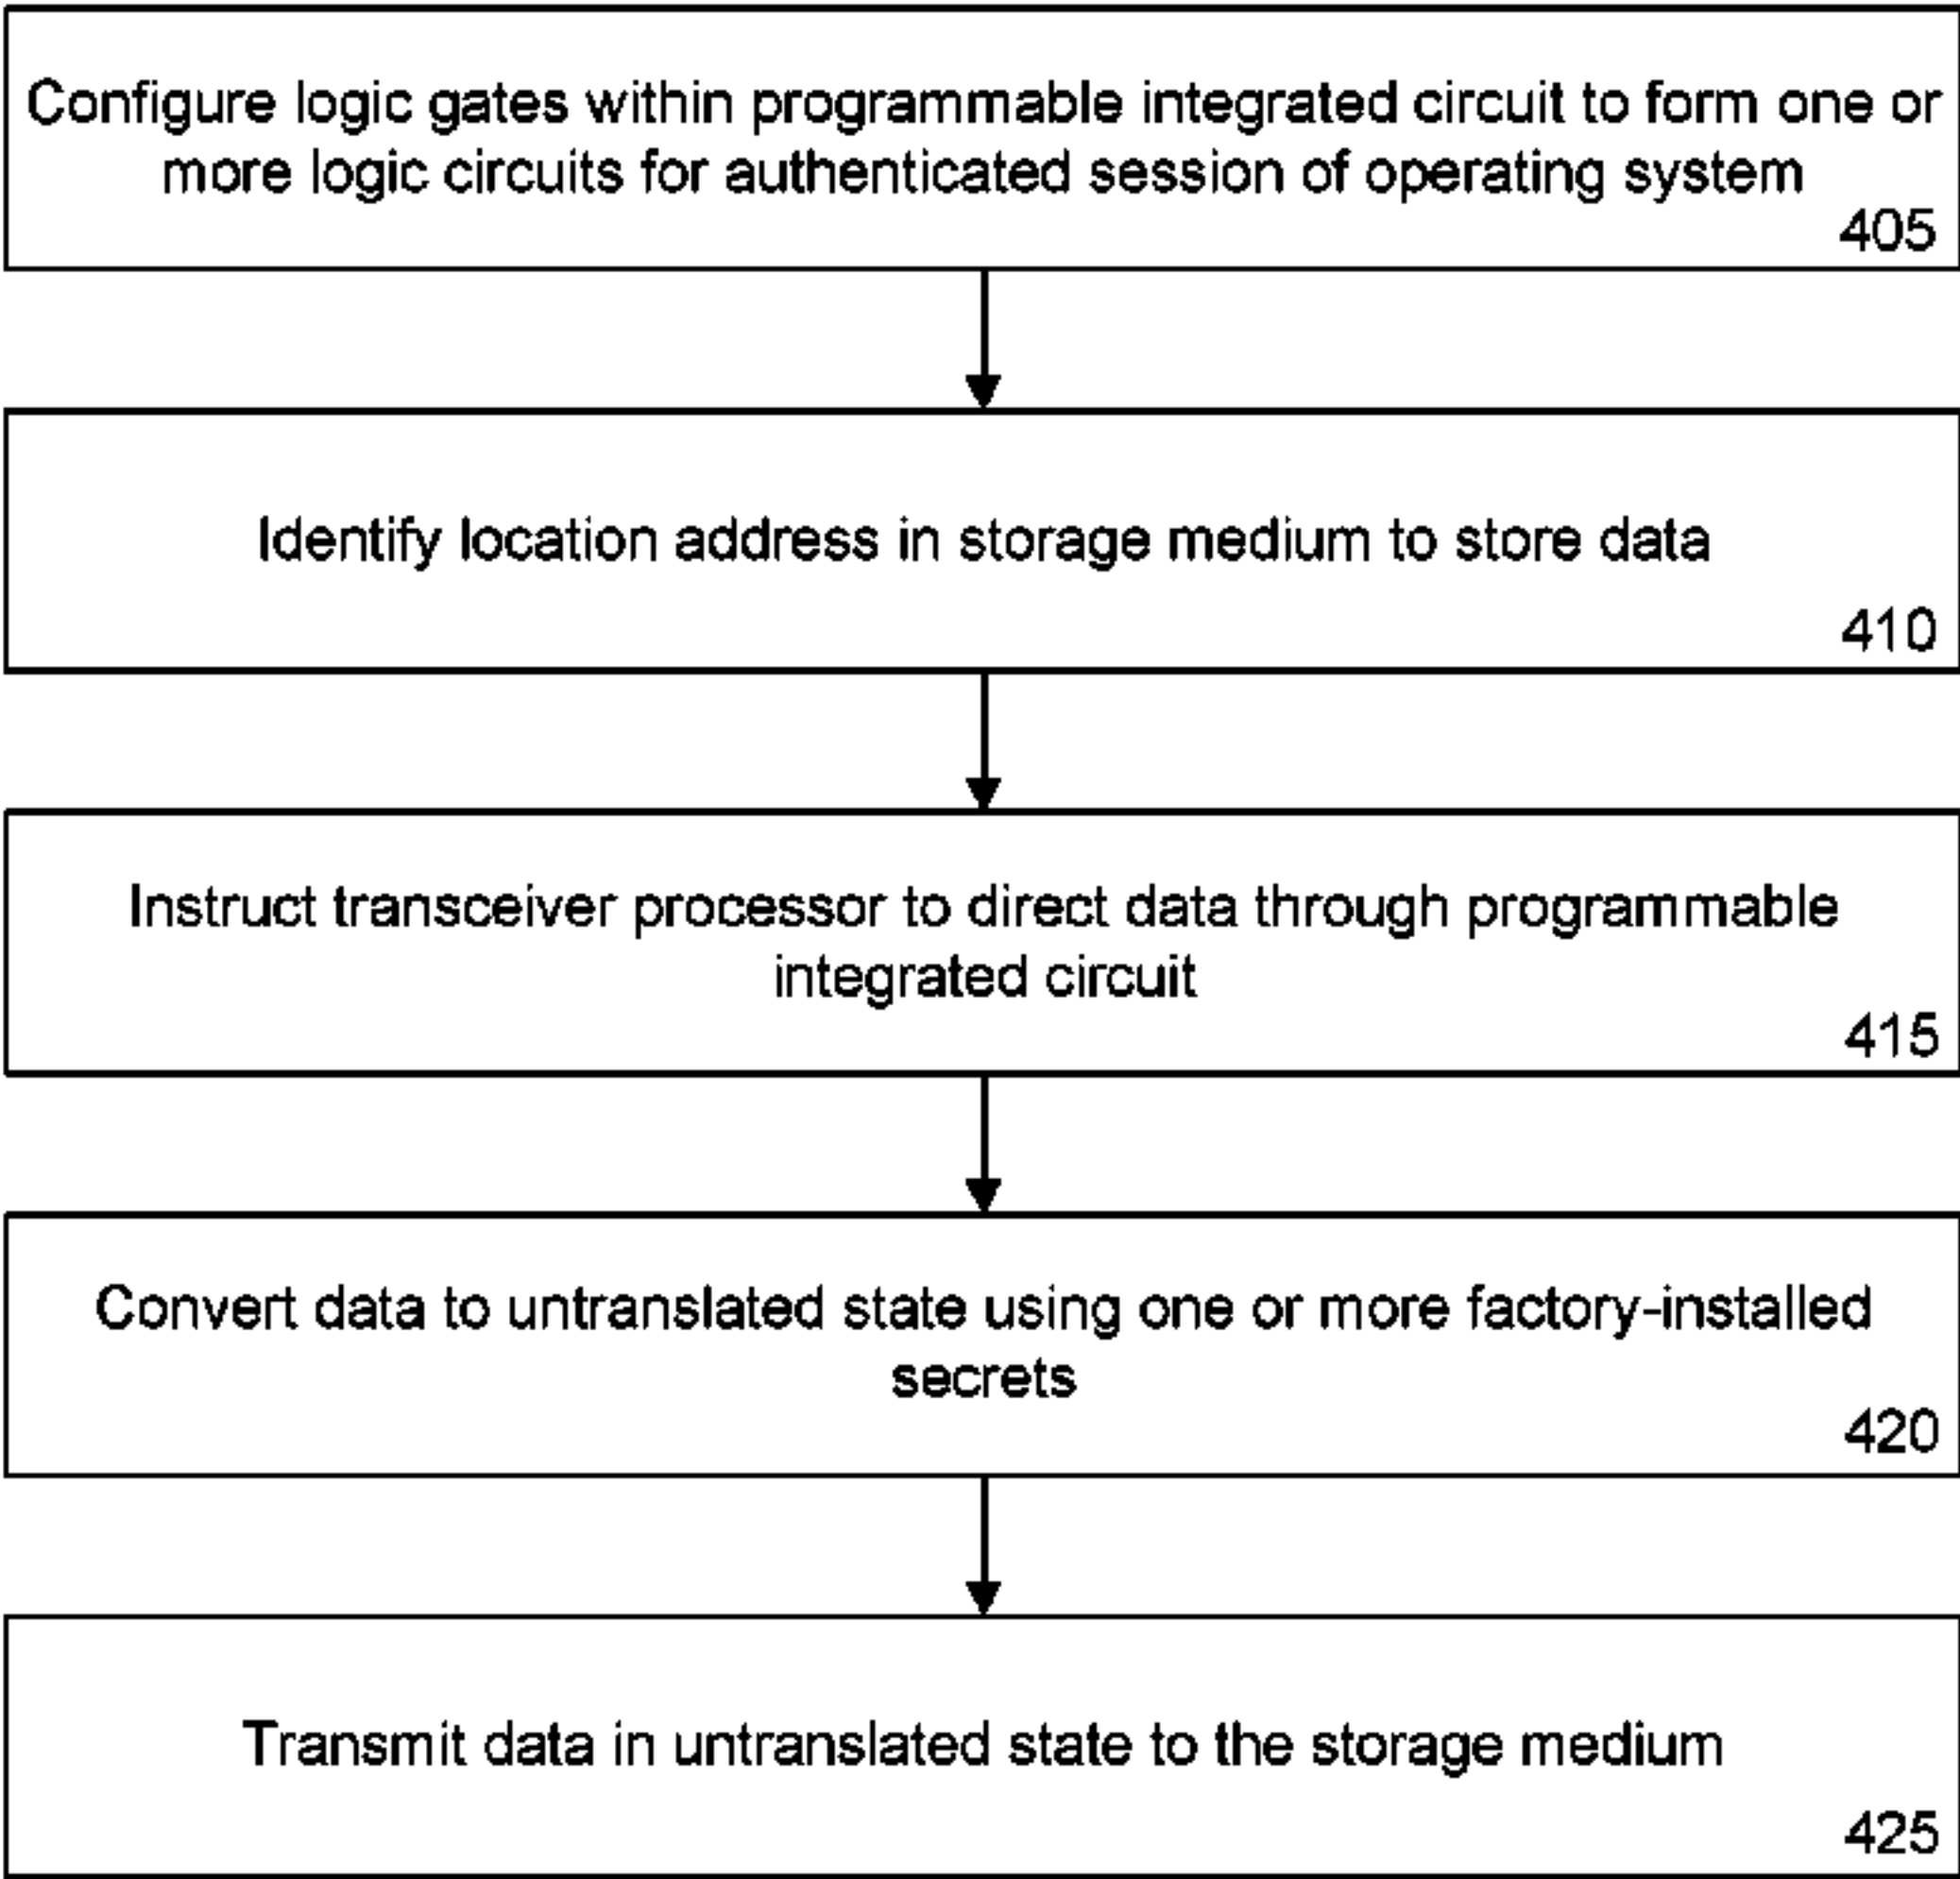 Configure logic gates within programmable integrated circuit to form one or
more logic circuits for authenticated session of operating system
405
Identify location address in storage medium to store data
410
Instruct transceiver processor to direct data through programmable
integrated circuit
415
Convert data to untranslated state using one or more factory-installed
secrets
420
Transmit data in untranslated state to the storage medium
425